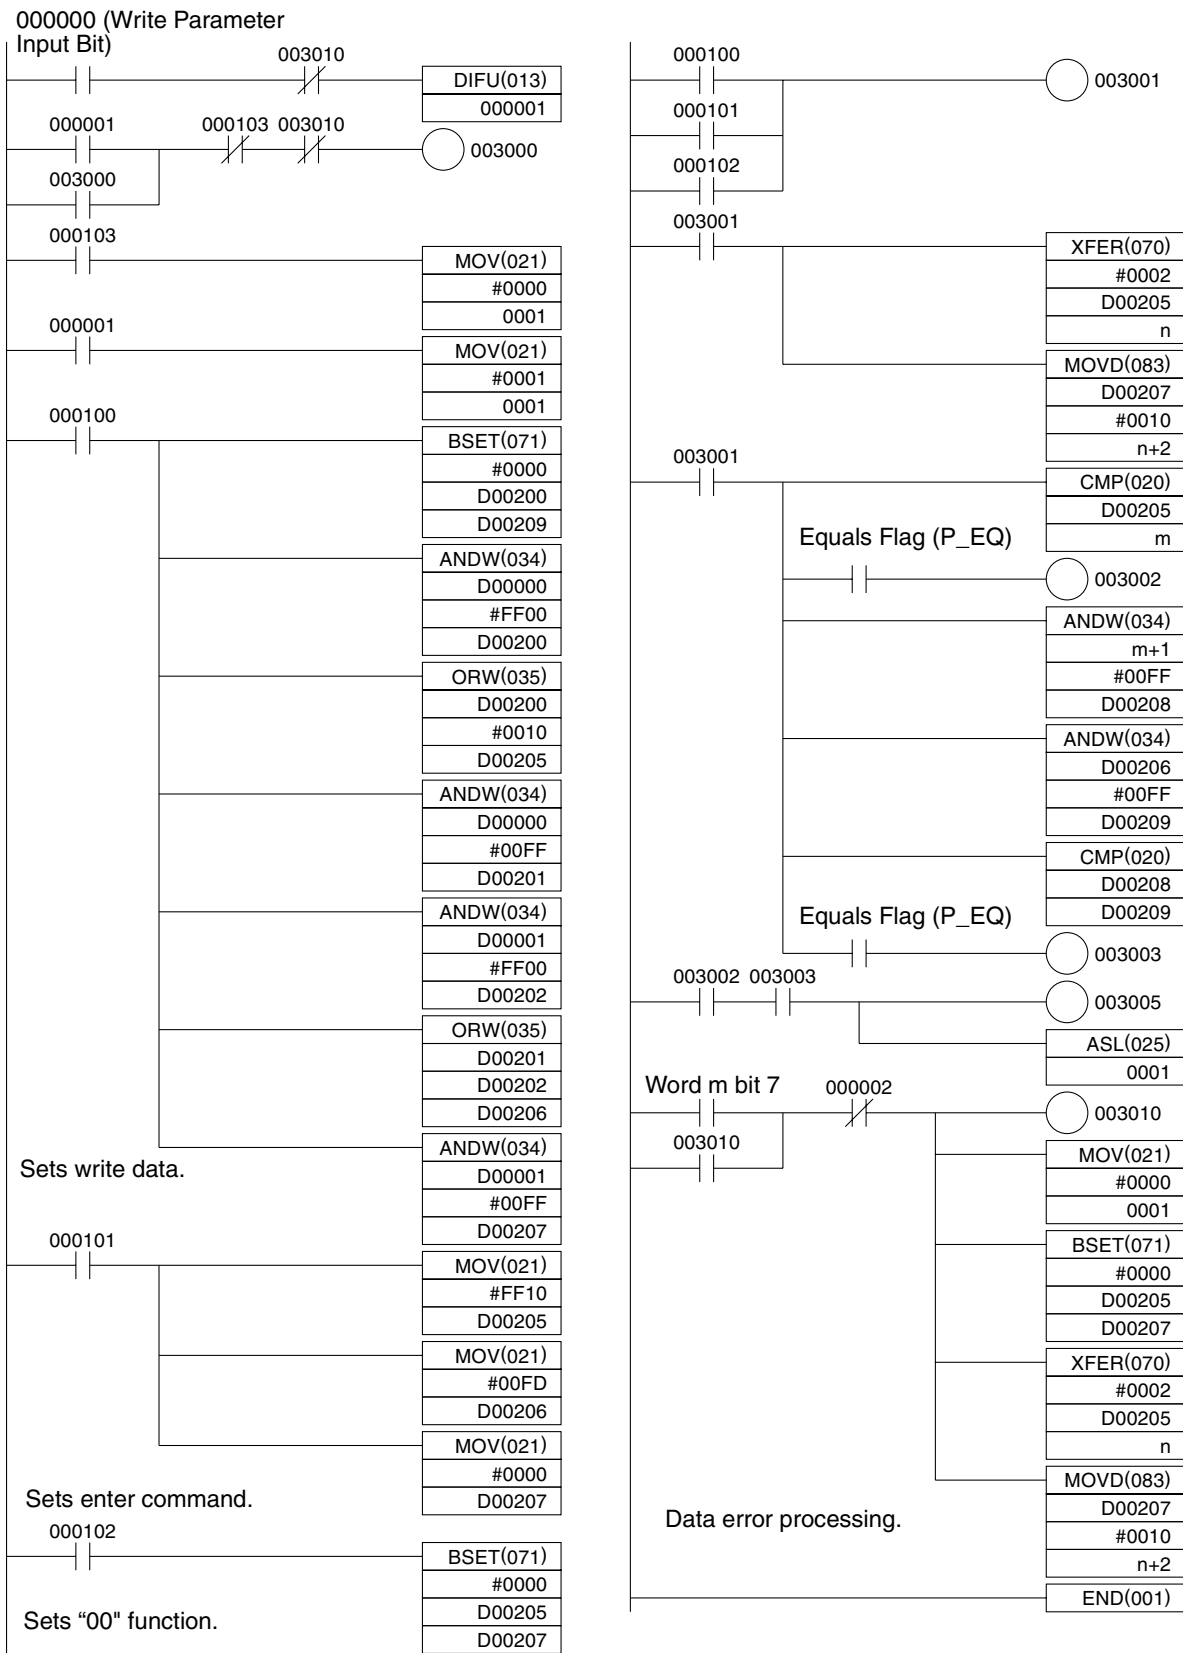 000000 (Write Parameter
Input Bit)
003010
DIFU(013)
000001
000001
000103 003010
003000
003000
000103
MOV(021)
#0000
0001
000001
MOV(021)
#0001
0001
000100
BSET(071)
#0000
D00200
D00209
ANDW(034)
D00000
#FF00
D00200
ORW(035)
D00200
#0010
D00205
ANDW(034)
D00000
#00FF
D00201
ANDW(034)
D00001
#FF00
D00202
ORW(035)
D00201
D00202
D00206
ANDW(034)
Sets write data.
D00001
#00FF
D00207
000101
MOV(021)
#FF10
D00205
MOV(021)
#00FD
D00206
MOV(021)
#0000
Sets enter command.
D00207
000102
BSET(071)
#0000
D00205
Sets “00" function.
D00207
000100
003001
000101
000102
003001
XFER(070)
#0002
D00205
n
MOVD(083)
D00207
#0010
n+2
003001
CMP(020)
D00205
m
Equals Flag (P_EQ)
003002
ANDW(034)
m+1
#00FF
D00208
ANDW(034)
D00206
#00FF
D00209
CMP(020)
D00208
D00209
Equals Flag (P_EQ)
003003
003002 003003
003005
ASL(025)
0001
Word m bit 7
000002
003010
003010
MOV(021)
#0000
0001
BSET(071)
#0000
D00205
D00207
XFER(070)
#0002
D00205
n
MOVD(083)
D00207
Data error processing.
#0010
n+2
END(001)